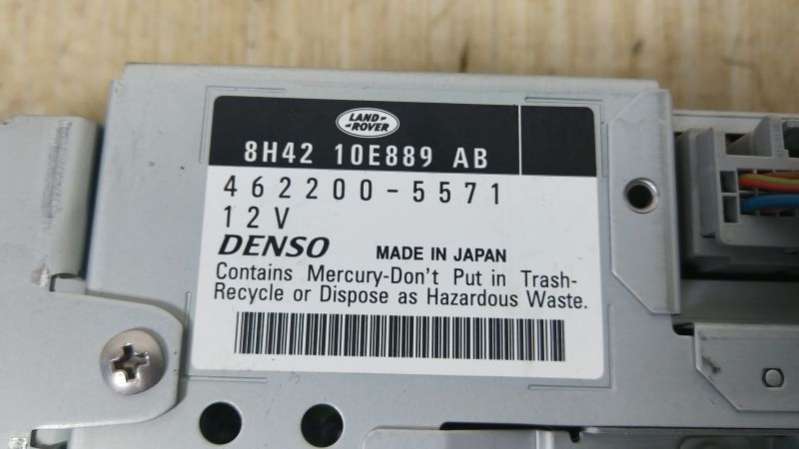 LAND-
-ROVER
8H42 10E889 AB
462200-5571
12V
DENSO MADE IN JAPAN
Contains Mercury-Don't Put in Trash-
Recycle or Dispose as Hazardous Waste.